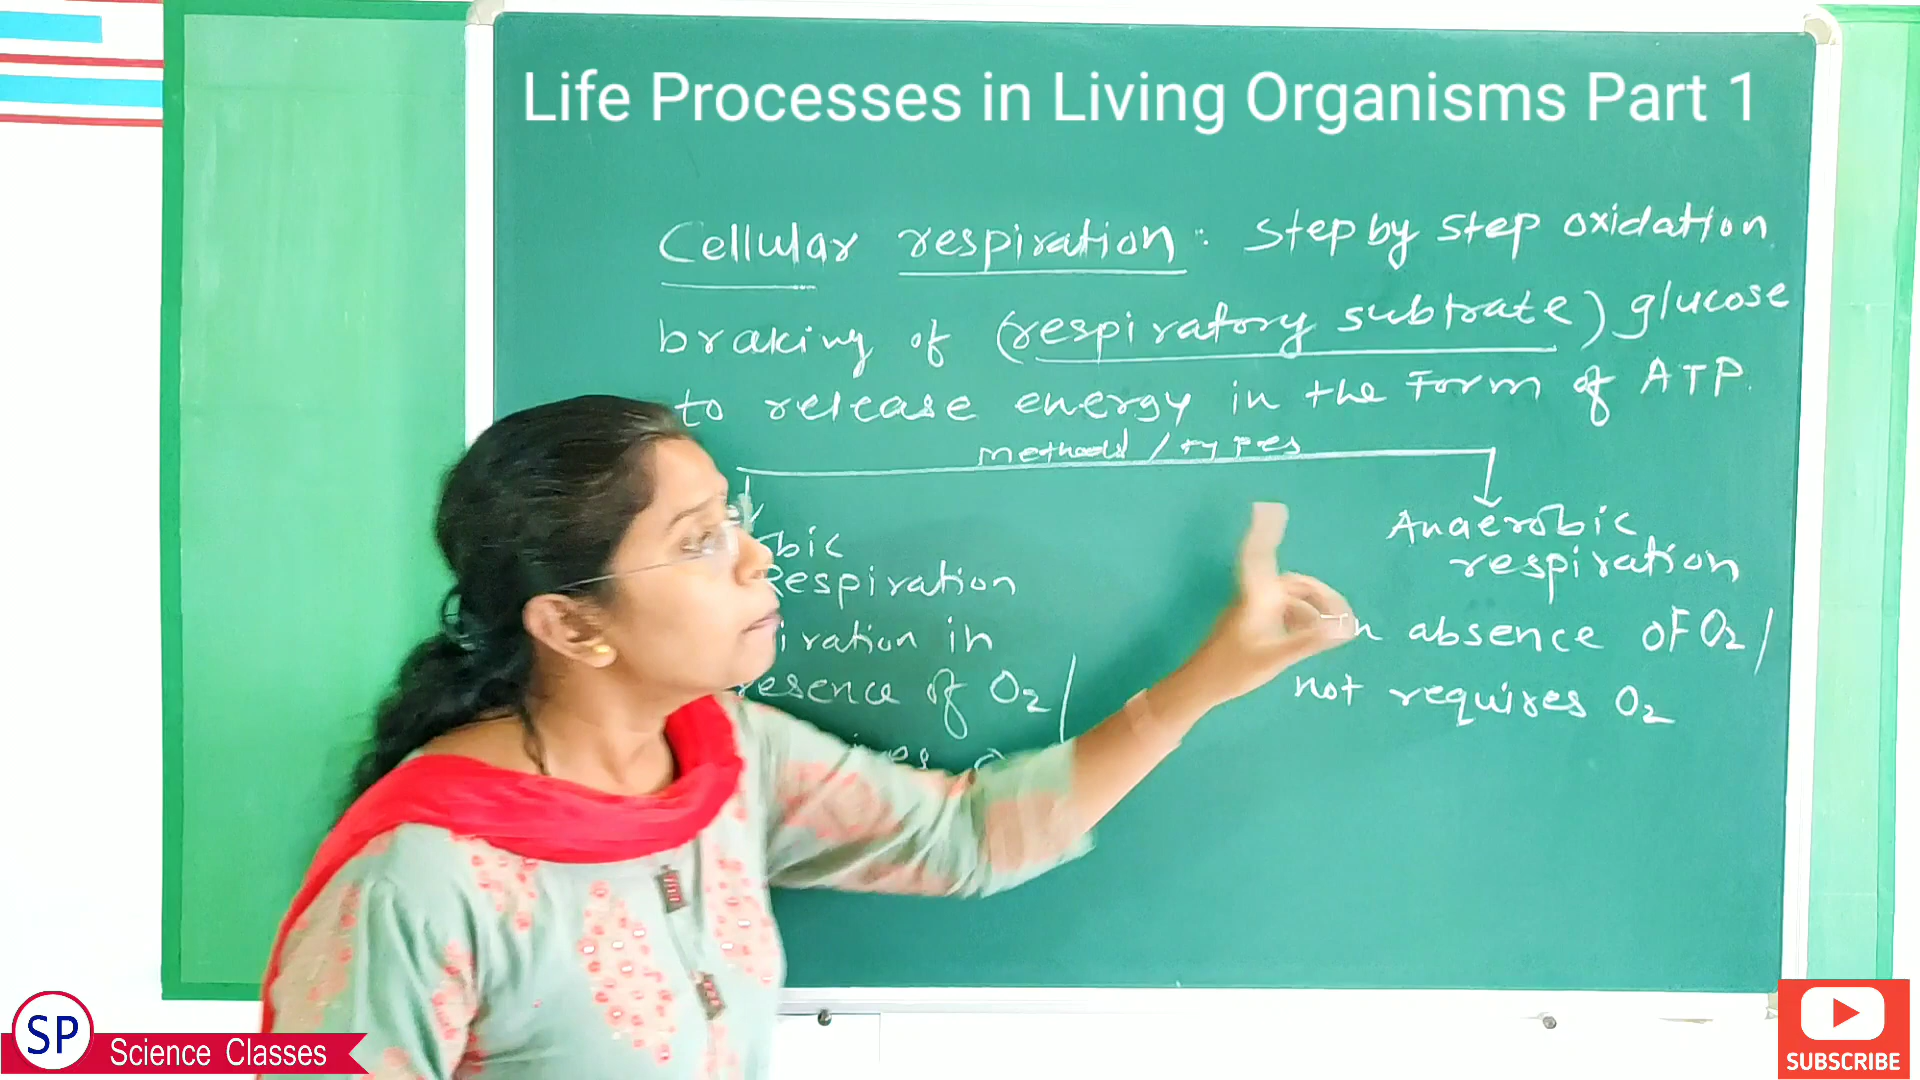 Life Processes in Living Organisms Part 1
Cellular respiration : Step by step oxidation
braking of (respiratory subtrate) glucose
to release energy in the Form of ATP.
methods / types
bic
Respiration
iration in
resence of O₂/
Anaerobic
respiration
In absence of O₂/
not requires O₂
SP
Science Classes
SUBSCRIBE